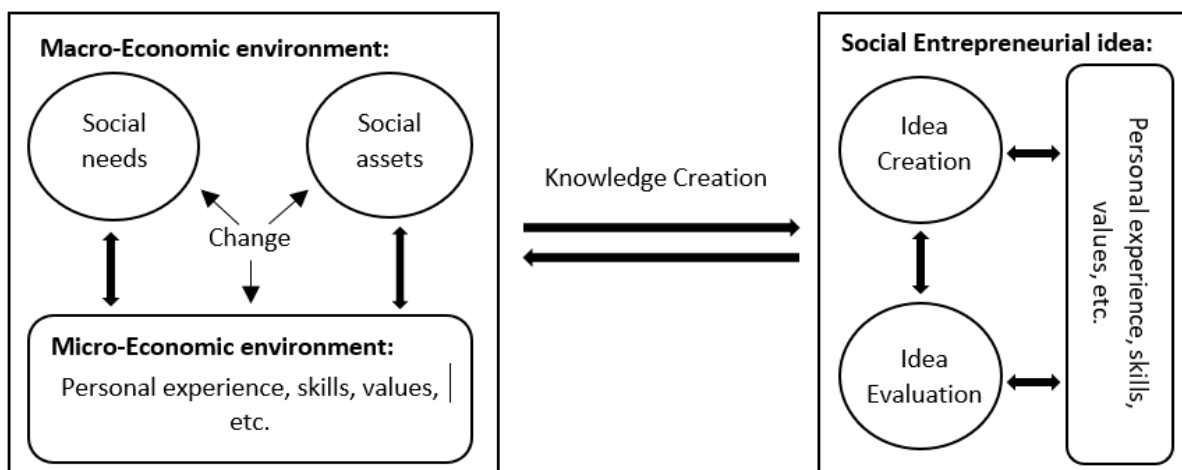 Macro-Economic environment:
Social
needs
Social
assets
Change
Micro-Economic environment:
Personal experience, skills, values,
etc.
Knowledge Creation
Social Entrepreneurial idea:
Idea
Creation
Idea
Evaluation
Personal experience, skills,
values, etc.